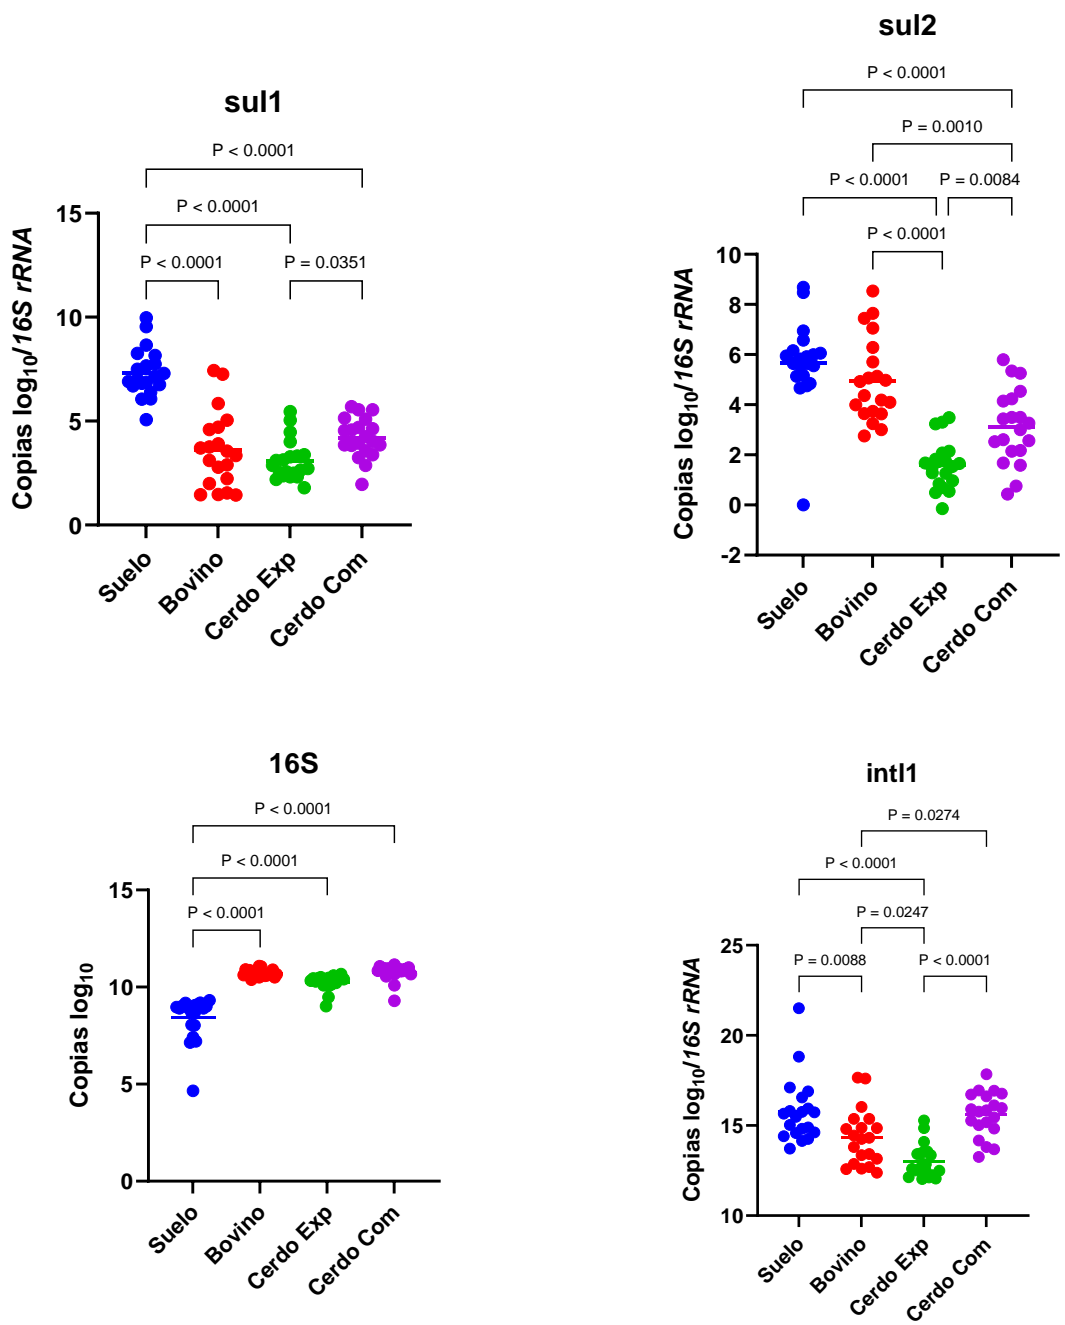 sul1
P < 0.0001
P < 0.0001
P < 0.0001
P = 0.0351
Copias log10/16S rRNA
15
10
5
0
Suelo
Bovino
Cerdo Exp
Cerdo Com
sul2
P < 0.0001
P = 0.0010
P < 0.0001
P = 0.0084
P < 0.0001
Copias log10/16S rRNA
10
8
6
4
2
0
-2
Suelo
Bovino
Cerdo Exp
Cerdo Com
16S
P < 0.0001
P < 0.0001
P < 0.0001
Copias log10
15
10
5
0
Suelo
Bovino
Cerdo Exp
Cerdo Com
intl1
P = 0.0274
P < 0.0001
P = 0.0247
P = 0.0088
P < 0.0001
Copias log10/16S rRNA
25
20
15
10
Suelo
Bovino
Cerdo Exp
Cerdo Com